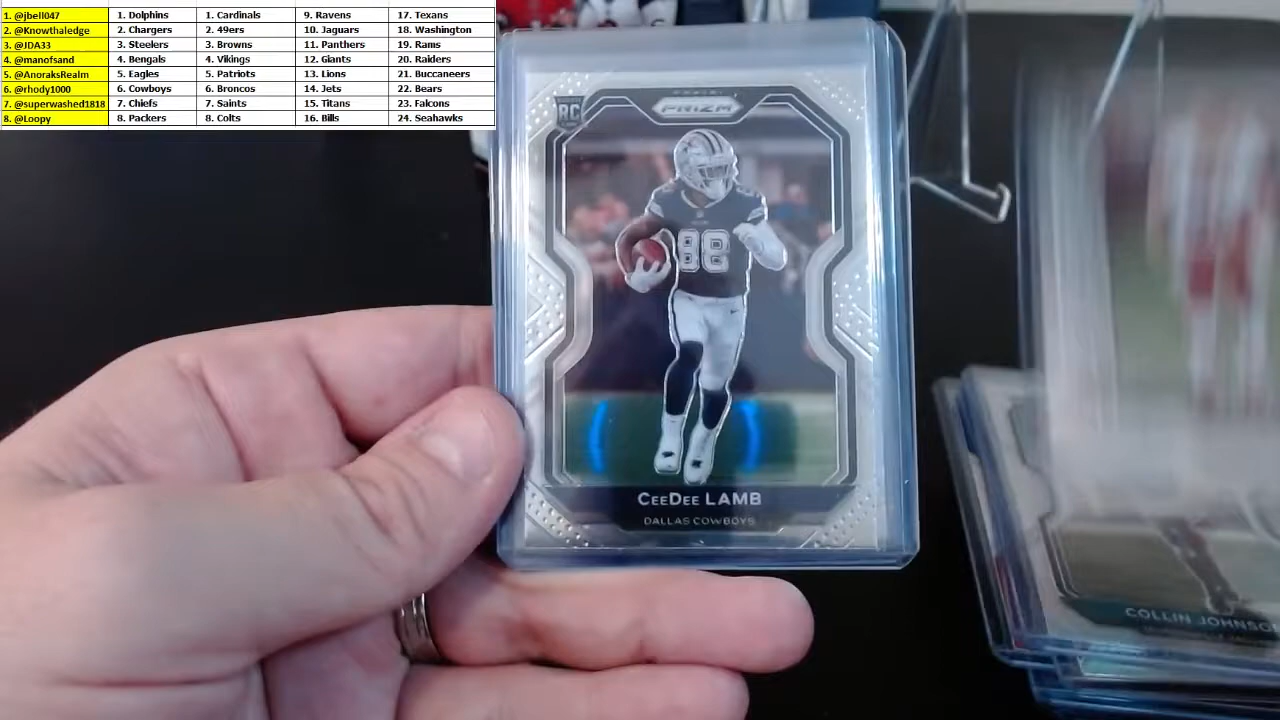 1. @jbell047 1. Dolphins 1. Cardinals 9. Ravens 17. Texans
2. @Knowthaledge 2. Chargers 2. 49ers 10. Jaguars 18. Washington
3. @JDA33 3. Steelers 3. Browns 11. Panthers 19. Rams
4. @manofsand 4. Bengals 4. Vikings 12. Giants 20. Raiders
5. @AnoraksRealm 5. Eagles 5. Patriots 13. Lions 21. Buccaneers
6. @rhody1000 6. Cowboys 6. Broncos 14. Jets 22. Bears
7. @superwashed1818 7. Chiefs 7. Saints 15. Titans 23. Falcons
8. @Loopy 8. Packers 8. Colts 16. Bills 24. Seahawks
RC
PANINI
PRIZM
88
CEEDEE LAMB
DALLAS COWBOYS
COLLIN JOHNSO